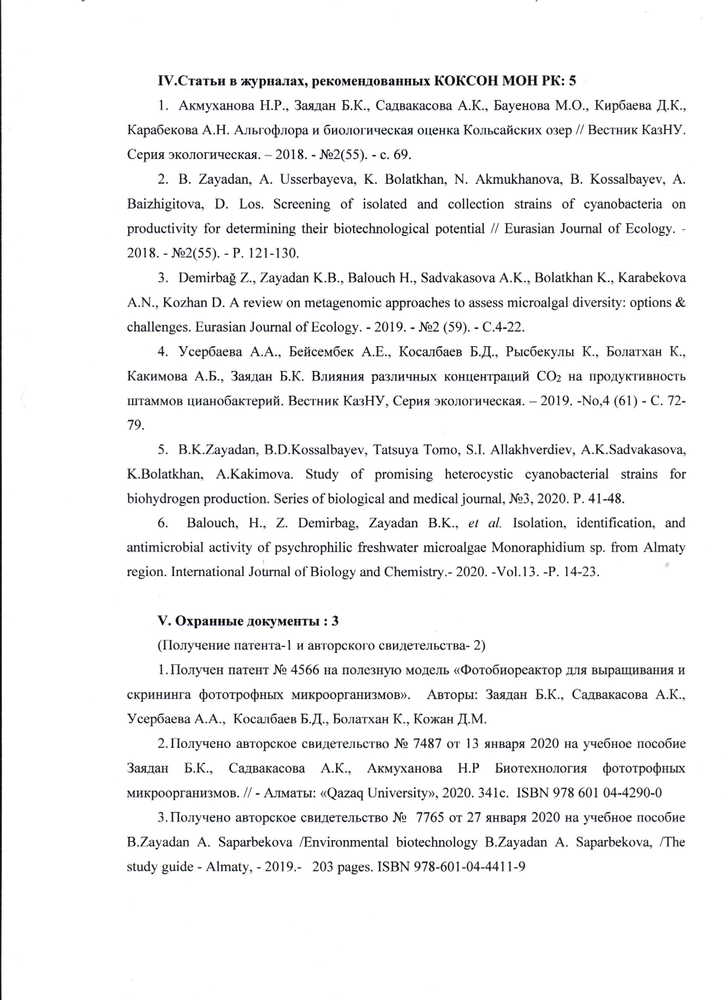 IV.Статьи в журналах, рекомендованных КОКСОН МОН РК: 5
1. Акмуханова Н.Р., Заядан Б.К., Садвакасова А.К., Бауенова М.О., Кирбаева Д.К.,
Карабекова А.Н. Альгофлора и биологическая оценка Кольсайских озер // Вестник КазНУ.
Серия экологическая. – 2018. - №2(55). - с. 69.
2. B. Zayadan, A. Usserbayeva, K. Bolatkhan, N. Akmukhanova, B. Kossalbayev, A.
Baizhigitova, D. Los. Screening of isolated and collection strains of cyanobacteria on
productivity for determining their biotechnological potential // Eurasian Journal of Ecology. -
2018. - №2(55). - P. 121-130.
3. Demirbağ Z., Zayadan K.B., Balouch H., Sadvakasova A.K., Bolatkhan K., Karabekova
A.N., Kozhan D. A review on metagenomic approaches to assess microalgal diversity: options &
challenges. Eurasian Journal of Ecology. - 2019. - №2 (59). - C.4-22.
4. Усербаева А.А., Бейсембек А.Е., Косалбаев Б.Д., Рысбекулы К., Болатхан К.,
Какимова А.Б., Заядан Б.К. Влияния различных концентраций CO₂ на продуктивность
штаммов цианобактерий. Вестник КазНУ, Серия экологическая. – 2019. -No,4 (61) - С. 72-
79.
5. B.K.Zayadan, B.D.Kossalbayev, Tatsuya Tomo, S.I. Allakhverdiev, A.K.Sadvakasova,
K.Bolatkhan, A.Kakimova. Study of promising heterocystic cyanobacterial strains for
biohydrogen production. Series of biological and medical journal, №3, 2020. P. 41-48.
6. Balouch, H., Z. Demirbag, Zayadan B.K., et al. Isolation, identification, and
antimicrobial activity of psychrophilic freshwater microalgae Monoraphidium sp. from Almaty
region. International Journal of Biology and Chemistry.- 2020. -Vol.13. -P. 14-23.
V. Охранные документы : 3
(Получение патента-1 и авторского свидетельства- 2)
1.Получен патент № 4566 на полезную модель «Фотобиореактор для выращивания и
скрининга фототрофных микроорганизмов». Авторы: Заядан Б.К., Садвакасова А.К.,
Усербаева А.А., Косалбаев Б.Д., Болатхан К., Кожан Д.М.
2.Получено авторское свидетельство № 7487 от 13 января 2020 на учебное пособие
Заядан Б.К., Садвакасова А.К., Акмуханова Н.Р Биотехнология фототрофных
микроорганизмов. // - Алматы: «Qazaq University», 2020. 341с. ISBN 978 601 04-4290-0
3.Получено авторское свидетельство № 7765 от 27 января 2020 на учебное пособие
B.Zayadan A. Saparbekova /Environmental biotechnology B.Zayadan A. Saparbekova, /The
study guide - Almaty, - 2019.- 203 pages. ISBN 978-601-04-4411-9